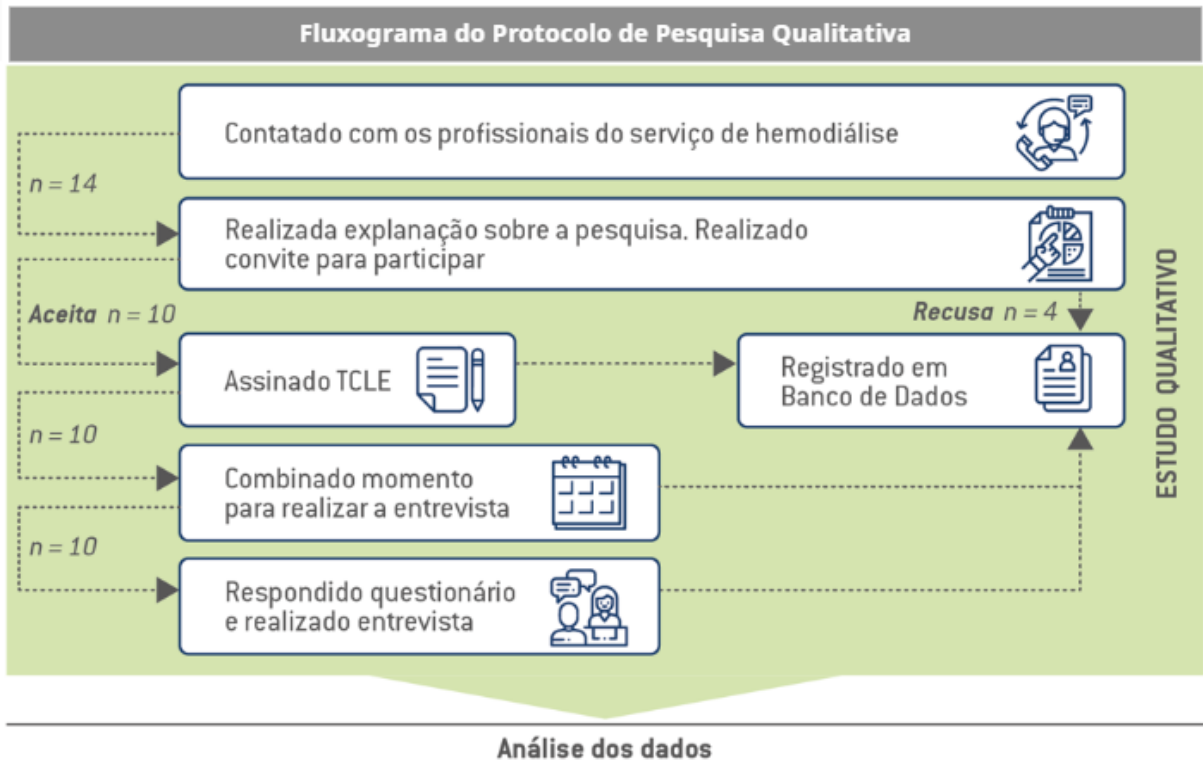 Fluxograma do Protocolo de Pesquisa Qualitativa
Contatado com os profissionais do serviço de hemodiálise
n = 14
Realizada explanação sobre a pesquisa. Realizado
convite para participar
Aceita n = 10
Recusa n = 4
Assinado TCLE
Registrado em
Banco de Dados
n = 10
Combinado momento
para realizar a entrevista
n = 10
Respondido questionário
e realizado entrevista
ESTUDO QUALITATIVO
Análise dos dados